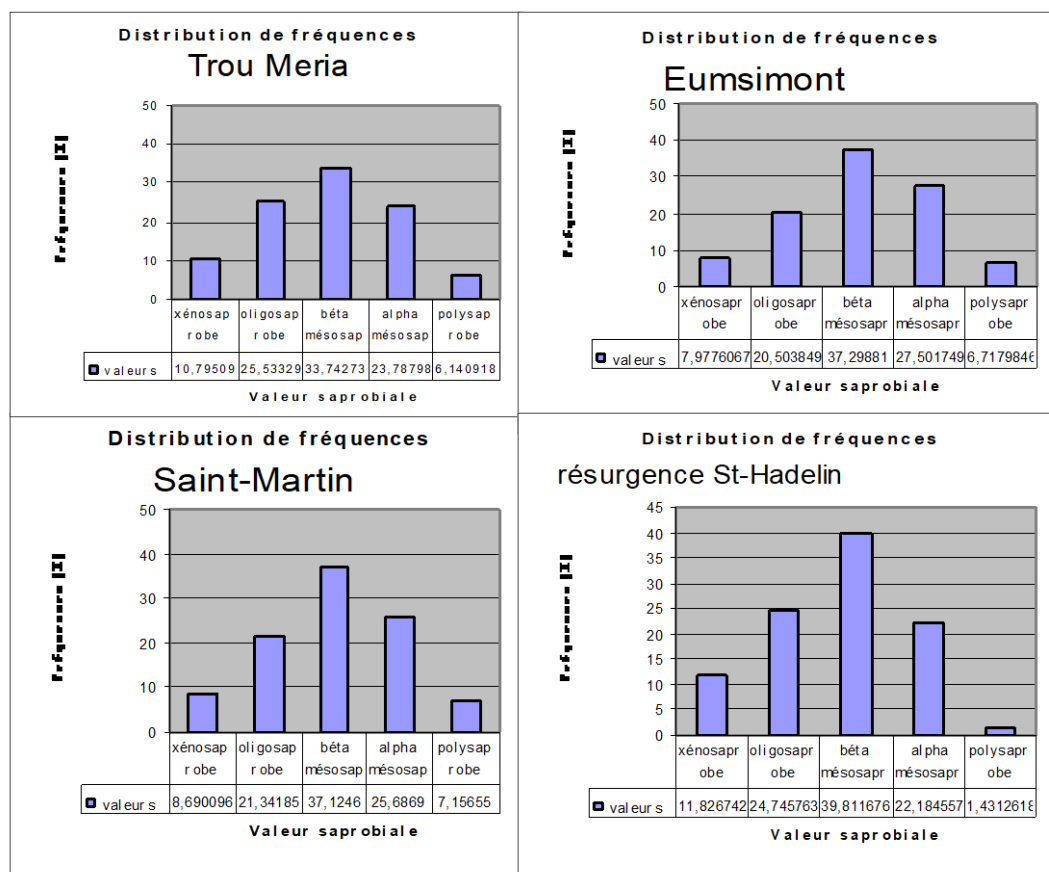 Distribution de fréquences
Trou Meria
50
40
30
20
10
0
xénosap oligosap béta alpha polysap
robe robe mésosap mésosap robe
valeurs 10,79509 25,53329 33,74273 23,78798 6,140918
Valeur saprobiale
Distribution de fréquences
Eumsimont
50
40
30
20
10
0
xénosapr oligosapr béta alpha polysapr
obe obe mésosapr mésosapr obe
valeurs 7,9776067 20,503849 37,29881 27,501749 6,7179846
Valeur saprobiale
Distribution de fréquences
Saint-Martin
50
40
30
20
10
0
xénosap oligosap béta alpha polysap
robe robe mésosap mésosap robe
valeurs 8,690096 21,34185 37,1246 25,6869 7,15655
Valeur saprobiale
Distribution de fréquences
résurgence St-Hadelin
45
40
35
30
25
20
15
10
5
0
xénosapr oligosapr béta alpha polysapr
obe obe mésosapr mésosapr obe
valeurs 11,826742 24,745763 39,811676 22,184557 1,4312618
Valeur saprobiale